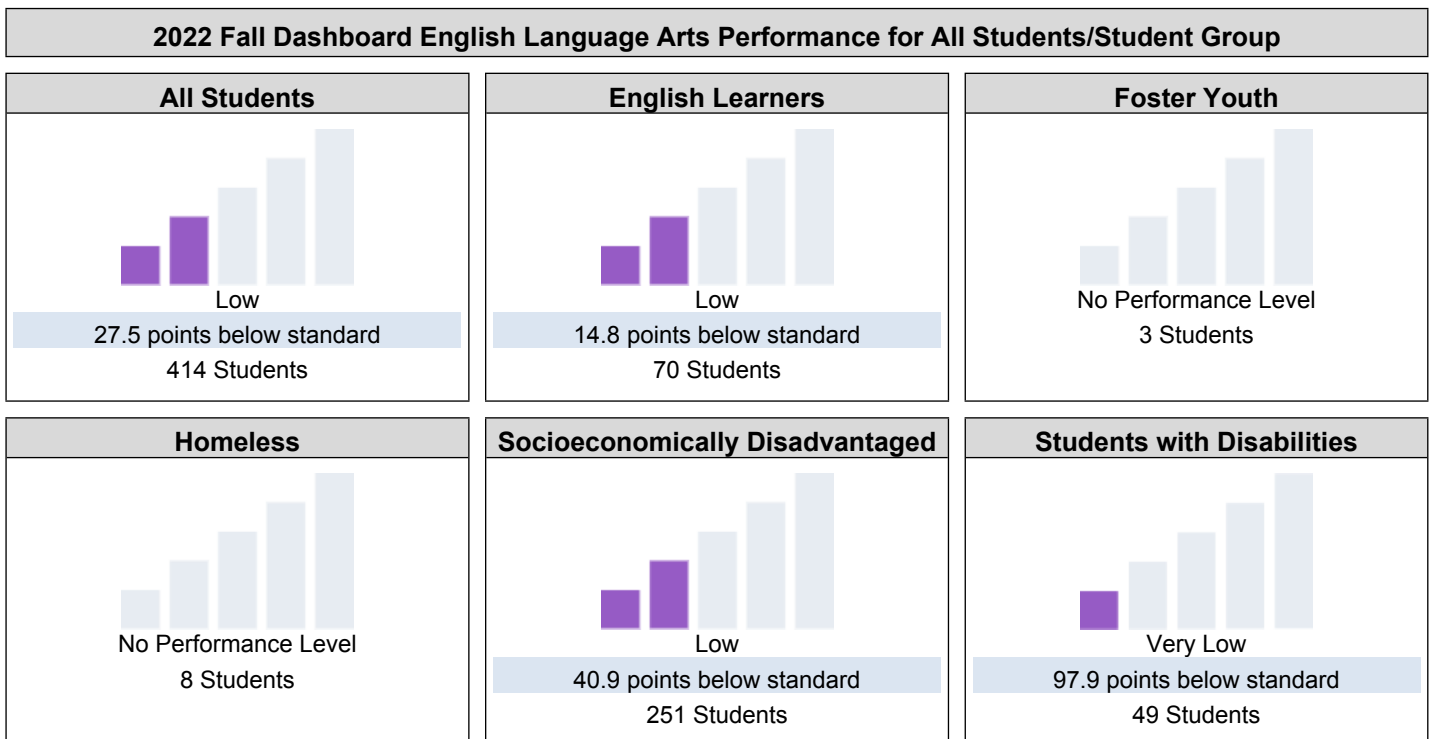 2022 Fall Dashboard English Language Arts Performance for All Students/Student Group
All Students
Low
27.5 points below standard
414 Students
English Learners
Low
14.8 points below standard
70 Students
Foster Youth
No Performance Level
3 Students
Homeless
No Performance Level
8 Students
Socioeconomically Disadvantaged
Low
40.9 points below standard
251 Students
Students with Disabilities
Very Low
97.9 points below standard
49 Students